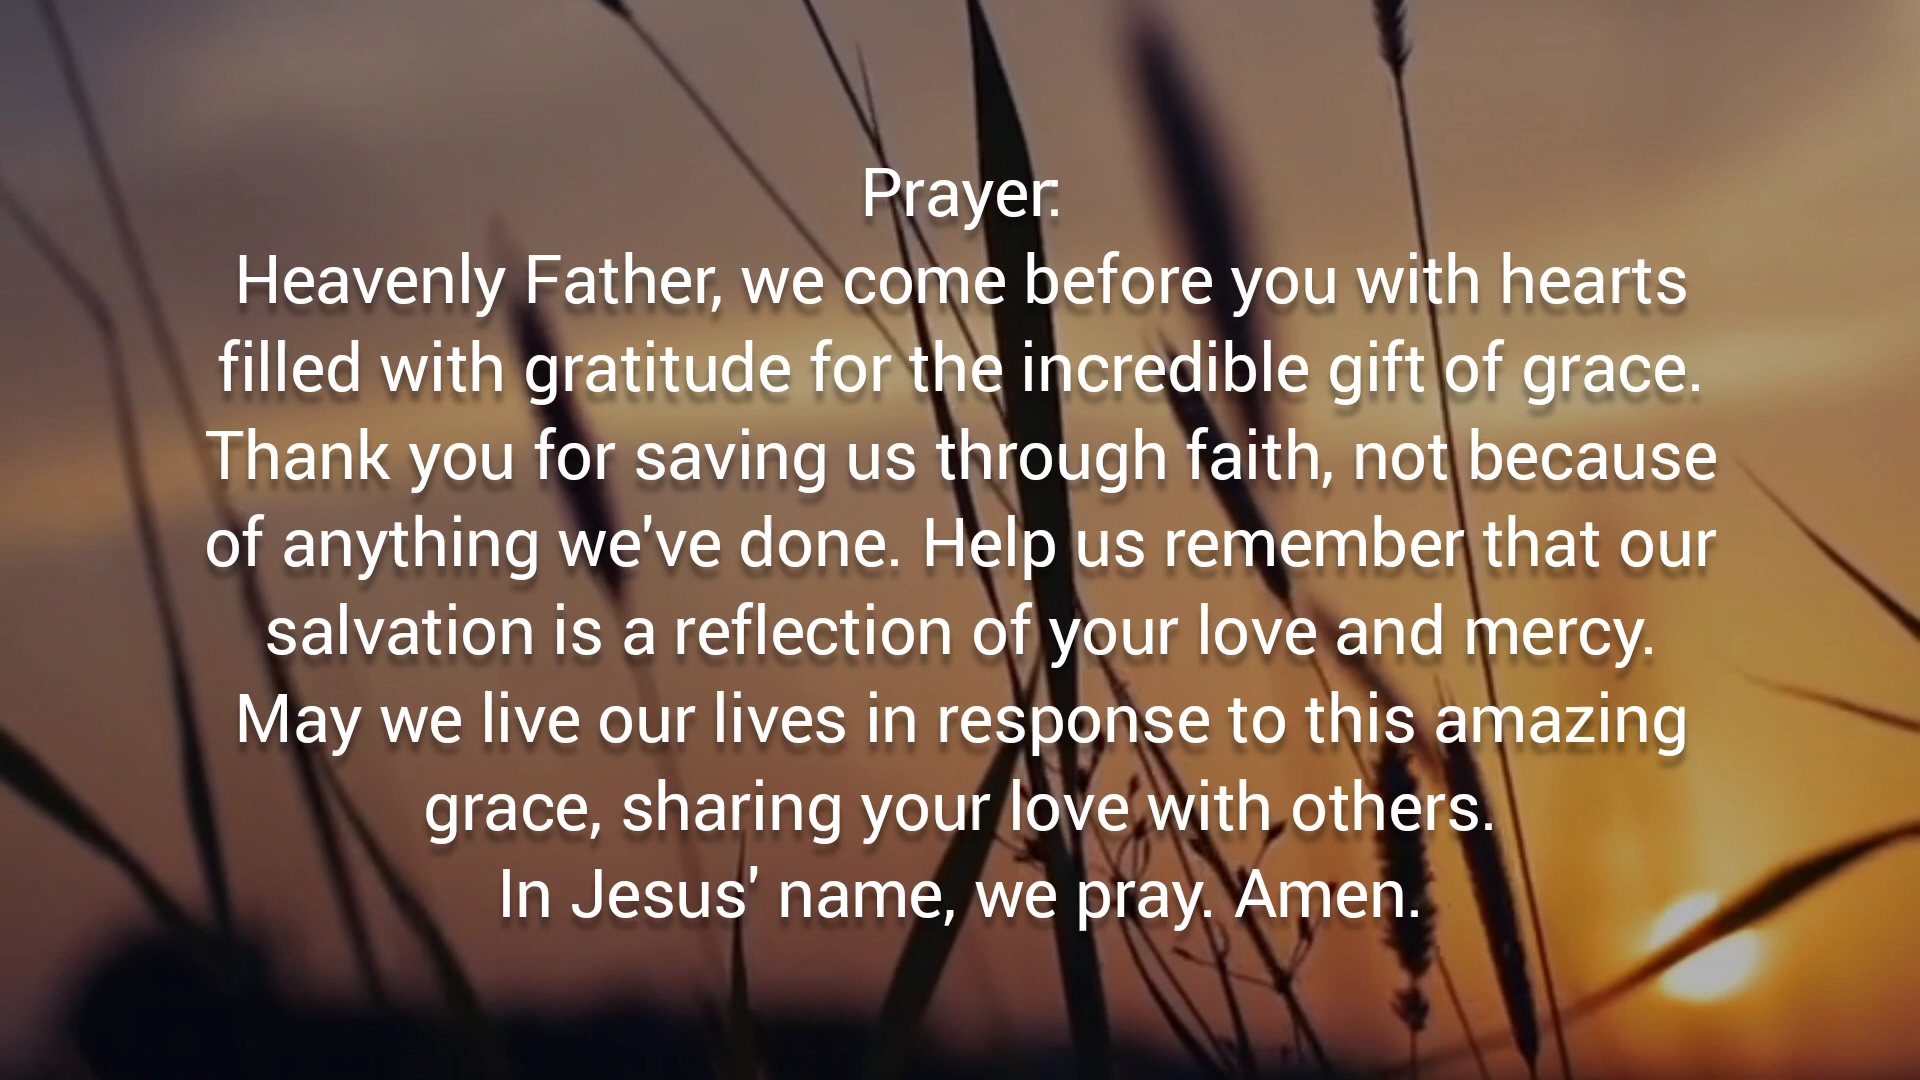 Prayer:
Heavenly Father, we come before you with hearts
filled with gratitude for the incredible gift of grace.
Thank you for saving us through faith, not because
of anything we've done. Help us remember that our
salvation is a reflection of your love and mercy.
May we live our lives in response to this amazing
grace, sharing your love with others.
In Jesus' name, we pray. Amen.